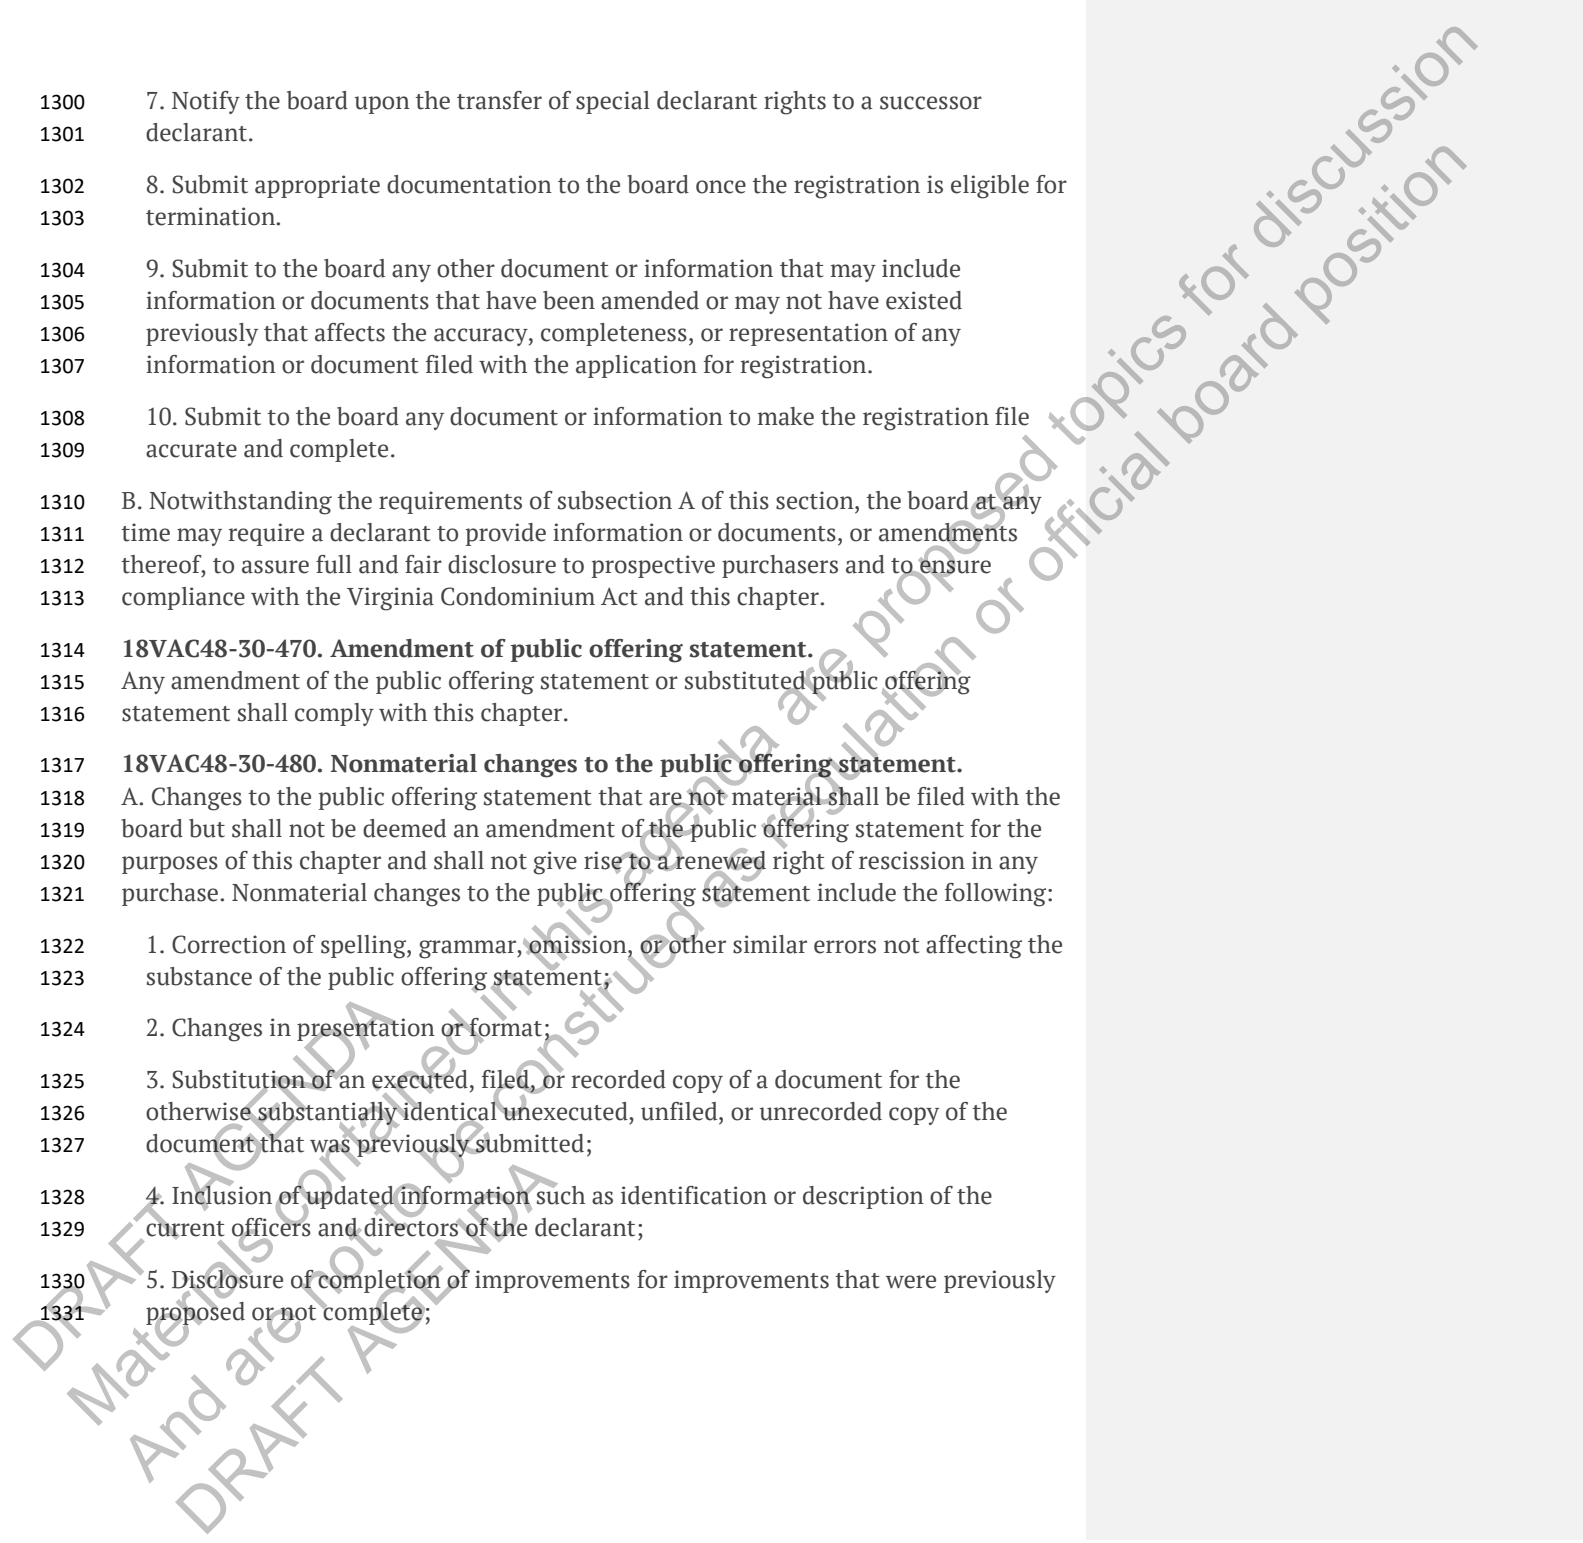 1300 7. Notify the board upon the transfer of special declarant rights to a successor
1301 declarant.
1302 8. Submit appropriate documentation to the board once the registration is eligible for
1303 termination.
1304 9. Submit to the board any other document or information that may include
1305 information or documents that have been amended or may not have existed
1306 previously that affects the accuracy, completeness, or representation of any
1307 information or document filed with the application for registration.
1308 10. Submit to the board any document or information to make the registration file
1309 accurate and complete.
1310 B. Notwithstanding the requirements of subsection A of this section, the board at any
1311 time may require a declarant to provide information or documents, or amendments
1312 thereof, to assure full and fair disclosure to prospective purchasers and to ensure
1313 compliance with the Virginia Condominium Act and this chapter.
1314 18VAC48-30-470. Amendment of public offering statement.
1315 Any amendment of the public offering statement or substituted public offering
1316 statement shall comply with this chapter.
1317 18VAC48-30-480. Nonmaterial changes to the public offering statement.
1318 A. Changes to the public offering statement that are not material shall be filed with the
1319 board but shall not be deemed an amendment of the public offering statement for the
1320 purposes of this chapter and shall not give rise to a renewed right of rescission in any
1321 purchase. Nonmaterial changes to the public offering statement include the following:
1322 1. Correction of spelling, grammar, omission, or other similar errors not affecting the
1323 substance of the public offering statement;
1324 2. Changes in presentation or format;
1325 3. Substitution of an executed, filed, or recorded copy of a document for the
1326 otherwise substantially identical unexecuted, unfiled, or unrecorded copy of the
1327 document that was previously submitted;
1328 4. Inclusion of updated information such as identification or description of the
1329 current officers and directors of the declarant;
1330 5. Disclosure of completion of improvements for improvements that were previously
1331 proposed or not complete;
DRAFT AGENDA
Materials contained in this agenda are proposed topics for discussion
And are not to be construed as regulation or official board position
DRAFT AGENDA